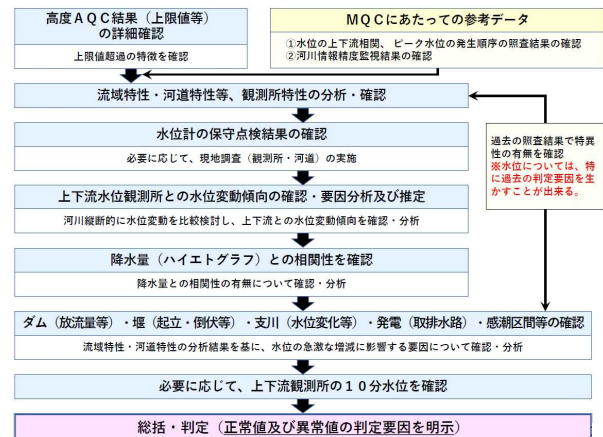 高度ＡＱＣ結果（上限値等）
の詳細確認
上限値超過の特徴を確認
ＭＱＣにあたっての参考データ
①水位の上下流相関、ピーク水位の発生順序の照査結果の確認
②河川情報精度監視結果の確認
流域特性・河道特性等、観測所特性の分析・確認
水位計の保守点検結果の確認
必要に応じて、現地調査（観測所・河道）の実施
過去の照査結果で特異
性の有無を確認
※水位については、特
に過去の判定要因を生
かすことが出来る。
上下流水位観測所との水位変動傾向の確認・要因分析及び推定
河川縦断的に水位変動を比較検討し、上下流との水位変動傾向を確認・分析
降水量（ハイエトグラフ）との相関性を確認
降水量との相関性の有無について確認・分析
ダム（放流量等）・堰（起立・倒伏等）・支川（水位変化等）・発電（取排水路）・感潮区間等の確認
流域特性・河道特性の分析結果を基に、水位の急激な増減に影響する要因について確認・分析
必要に応じて、上下流観測所の１０分水位を確認
総括・判定（正常値及び異常値の判定要因を明示）